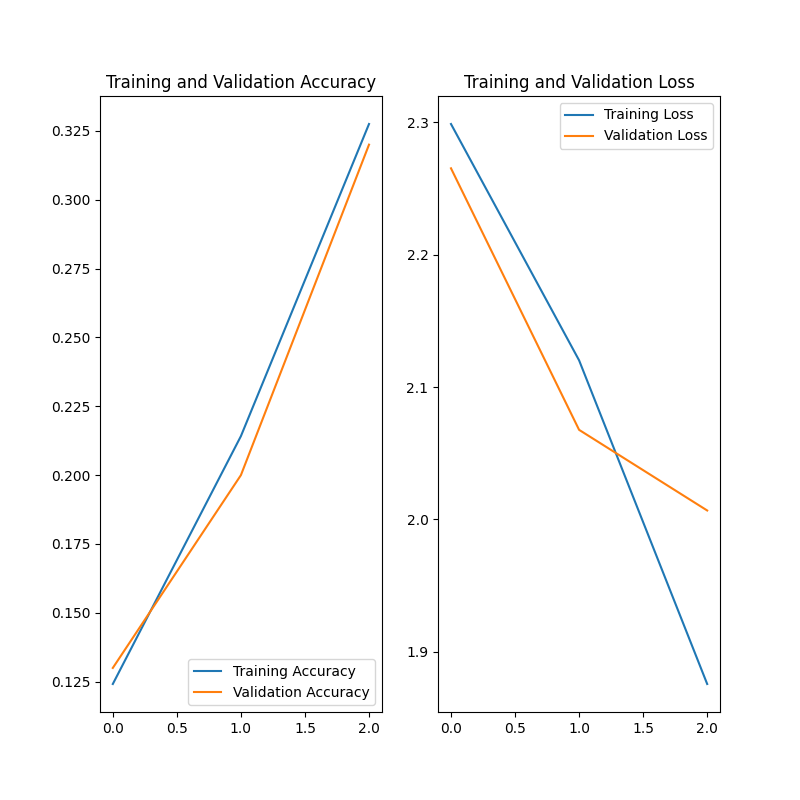 Training and Validation Accuracy
0.325
0.300
0.275
0.250
0.225
0.200
0.175
0.150
0.125
0.0 0.5 1.0 1.5 2.0
Training Accuracy
Validation Accuracy
Training and Validation Loss
2.3
2.2
2.1
2.0
1.9
0.0 0.5 1.0 1.5 2.0
Training Loss
Validation Loss